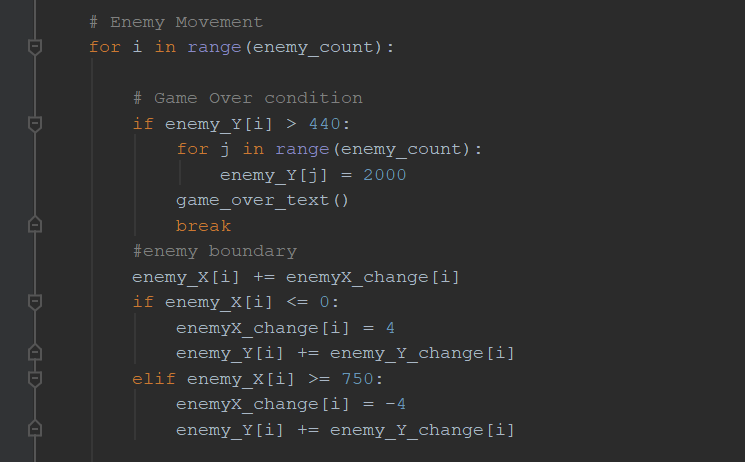 # Enemy Movement
for i in range(enemy_count):
# Game Over condition
if enemy_Y[i] > 440:
for j in range(enemy_count):
enemy_Y[j] = 2000
game_over_text()
break
#enemy boundary
enemy_X[i] += enemyX_change[i]
if enemy_X[i] <= 0:
enemyX_change[i] = 4
enemy_Y[i] += enemy_Y_change[i]
elif enemy_X[i] >= 750:
enemyX_change[i] = -4
enemy_Y[i] += enemy_Y_change[i]